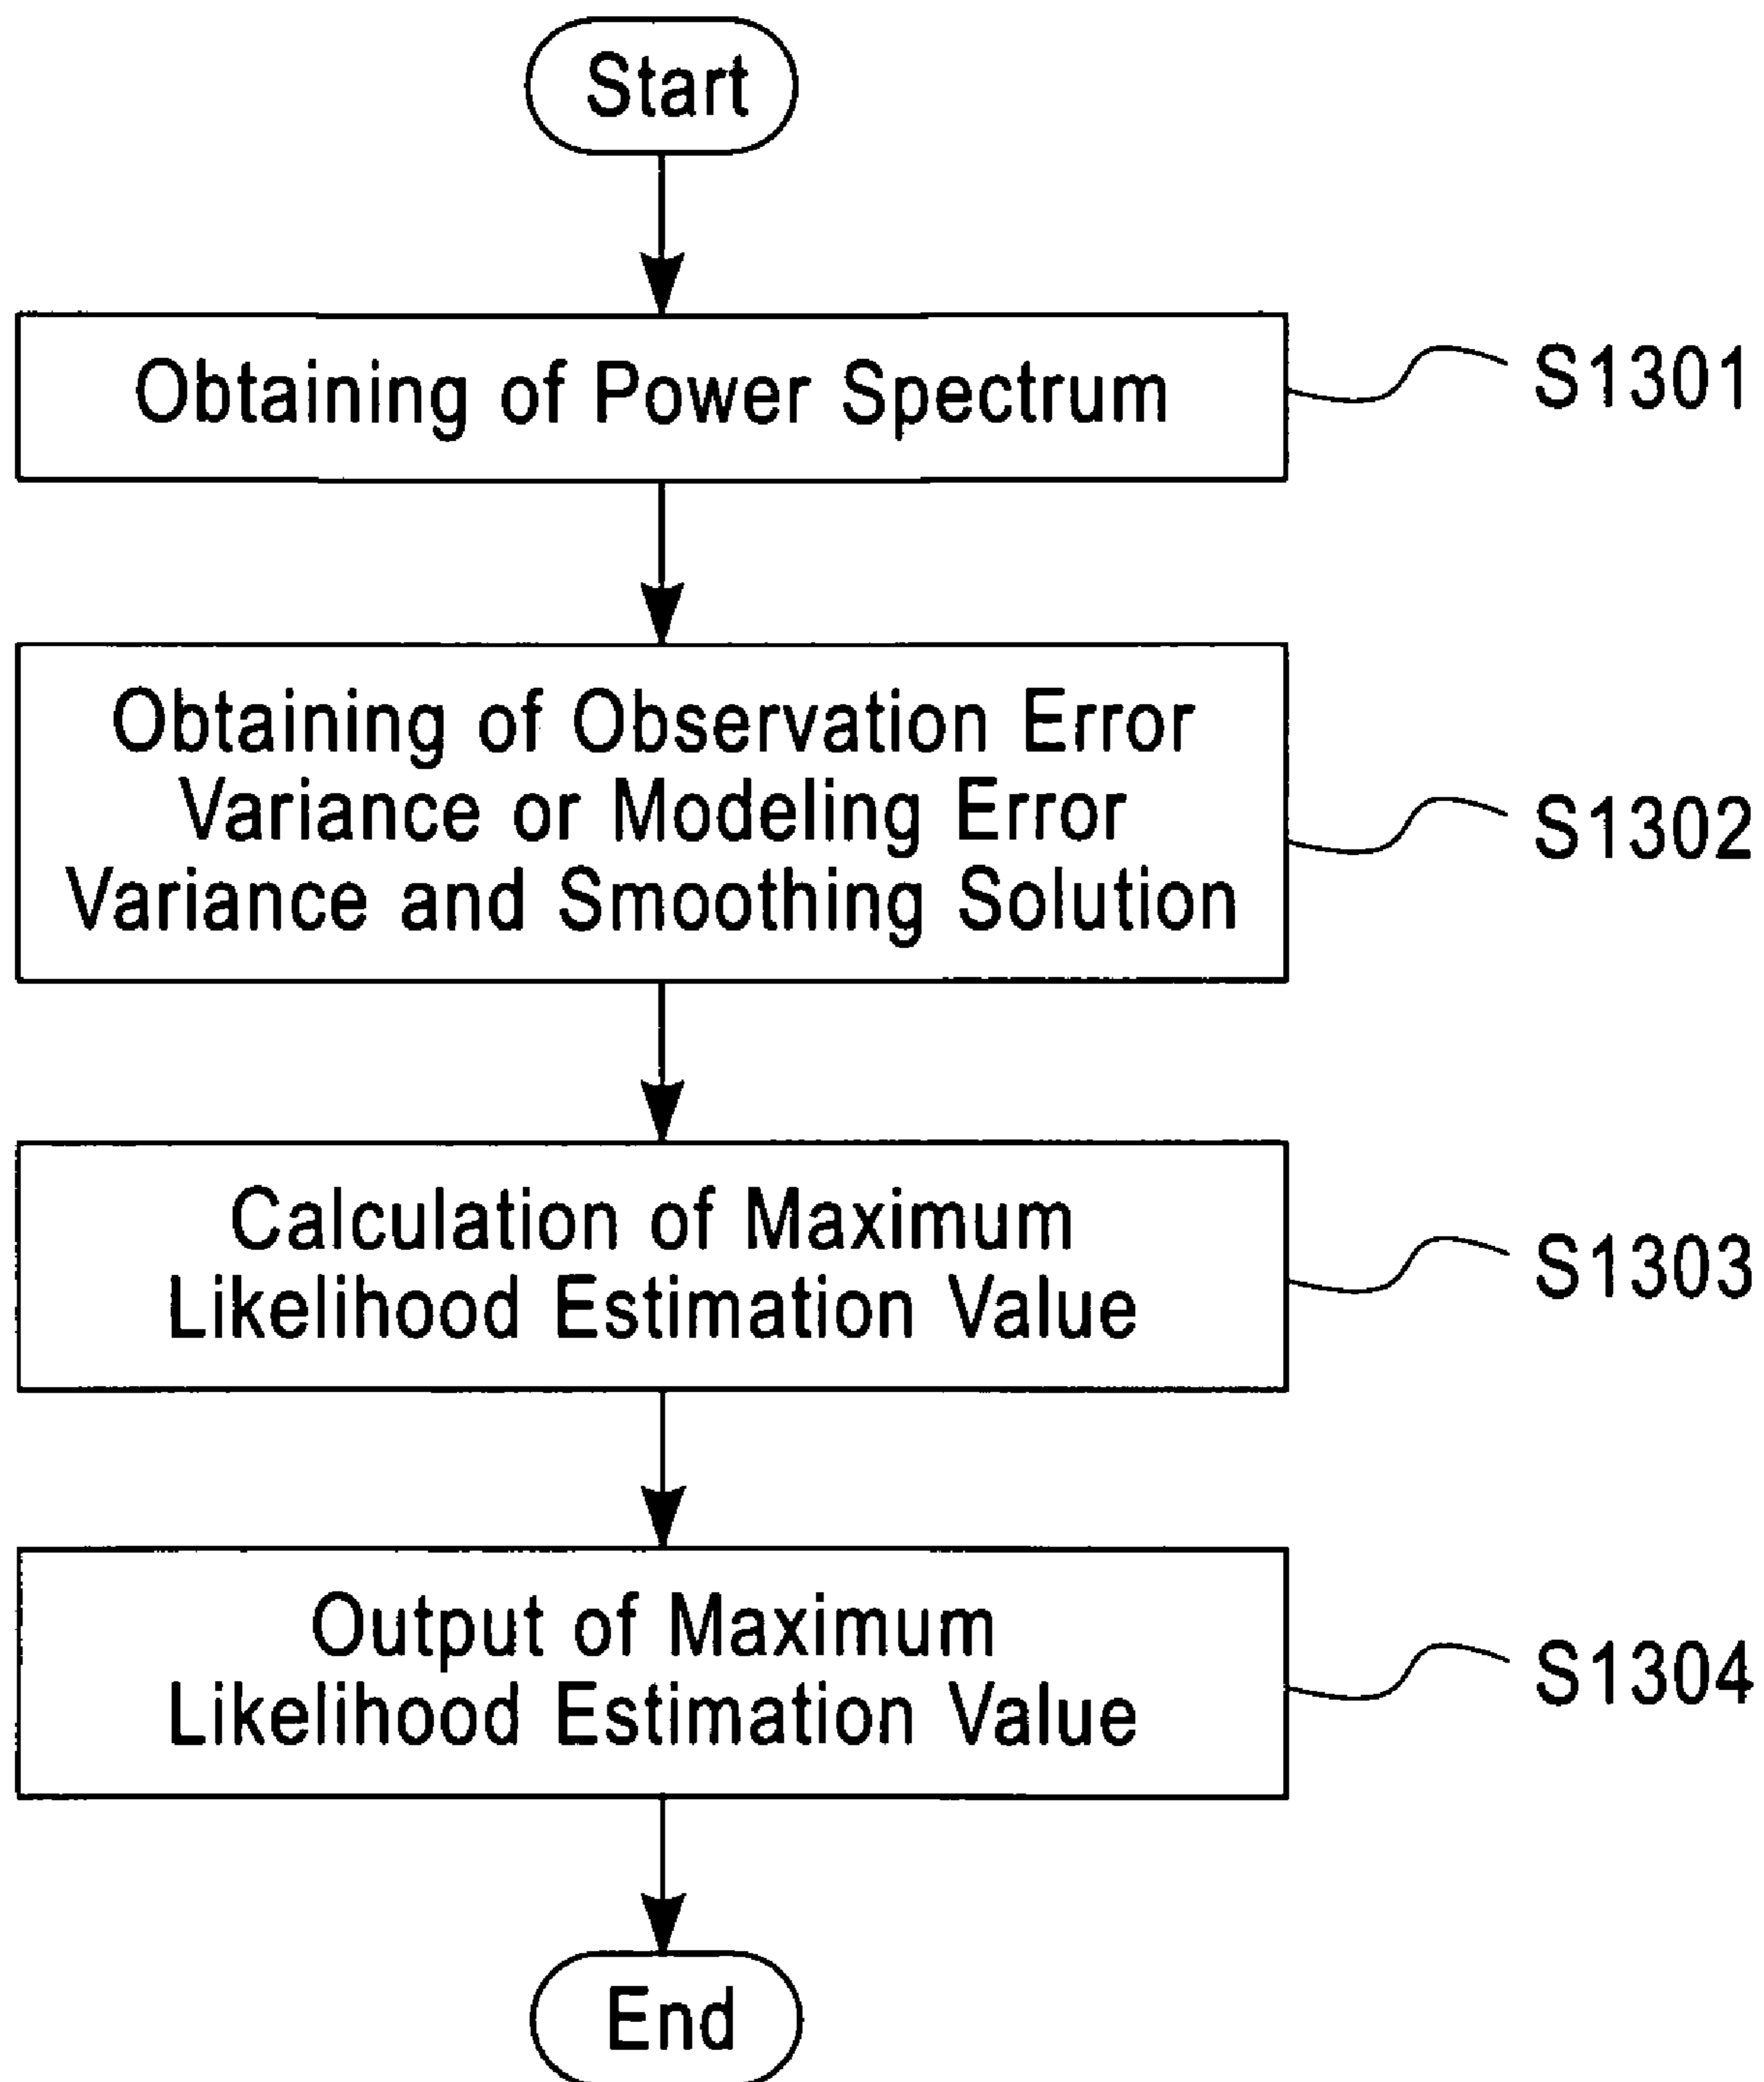 Start
Obtaining of Power Spectrum
S1301
Obtaining of Observation Error
Variance or Modeling Error
Variance and Smoothing Solution
S1302
Calculation of Maximum
Likelihood Estimation Value
S1303
Output of Maximum
Likelihood Estimation Value
S1304
End